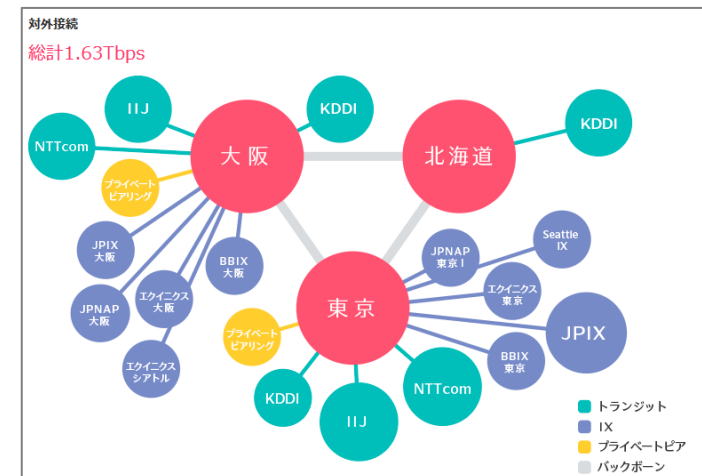 対外接続
総計1.63Tbps
IIJ
KDDI
NTTcom
大阪
北海道
KDDI
プライベート
ピアリング
JPIX
大阪
BBIX
大阪
JPNAP
大阪
エクイニクス
大阪
エクイニクス
シアトル
JPNAP
東京I
Seattle
IX
エクイニクス
東京
東京
JPIX
プライベート
ピアリング
BBIX
東京
KDDI
IIJ
NTTcom
トランジット
IX
プライベートピア
バックボーン